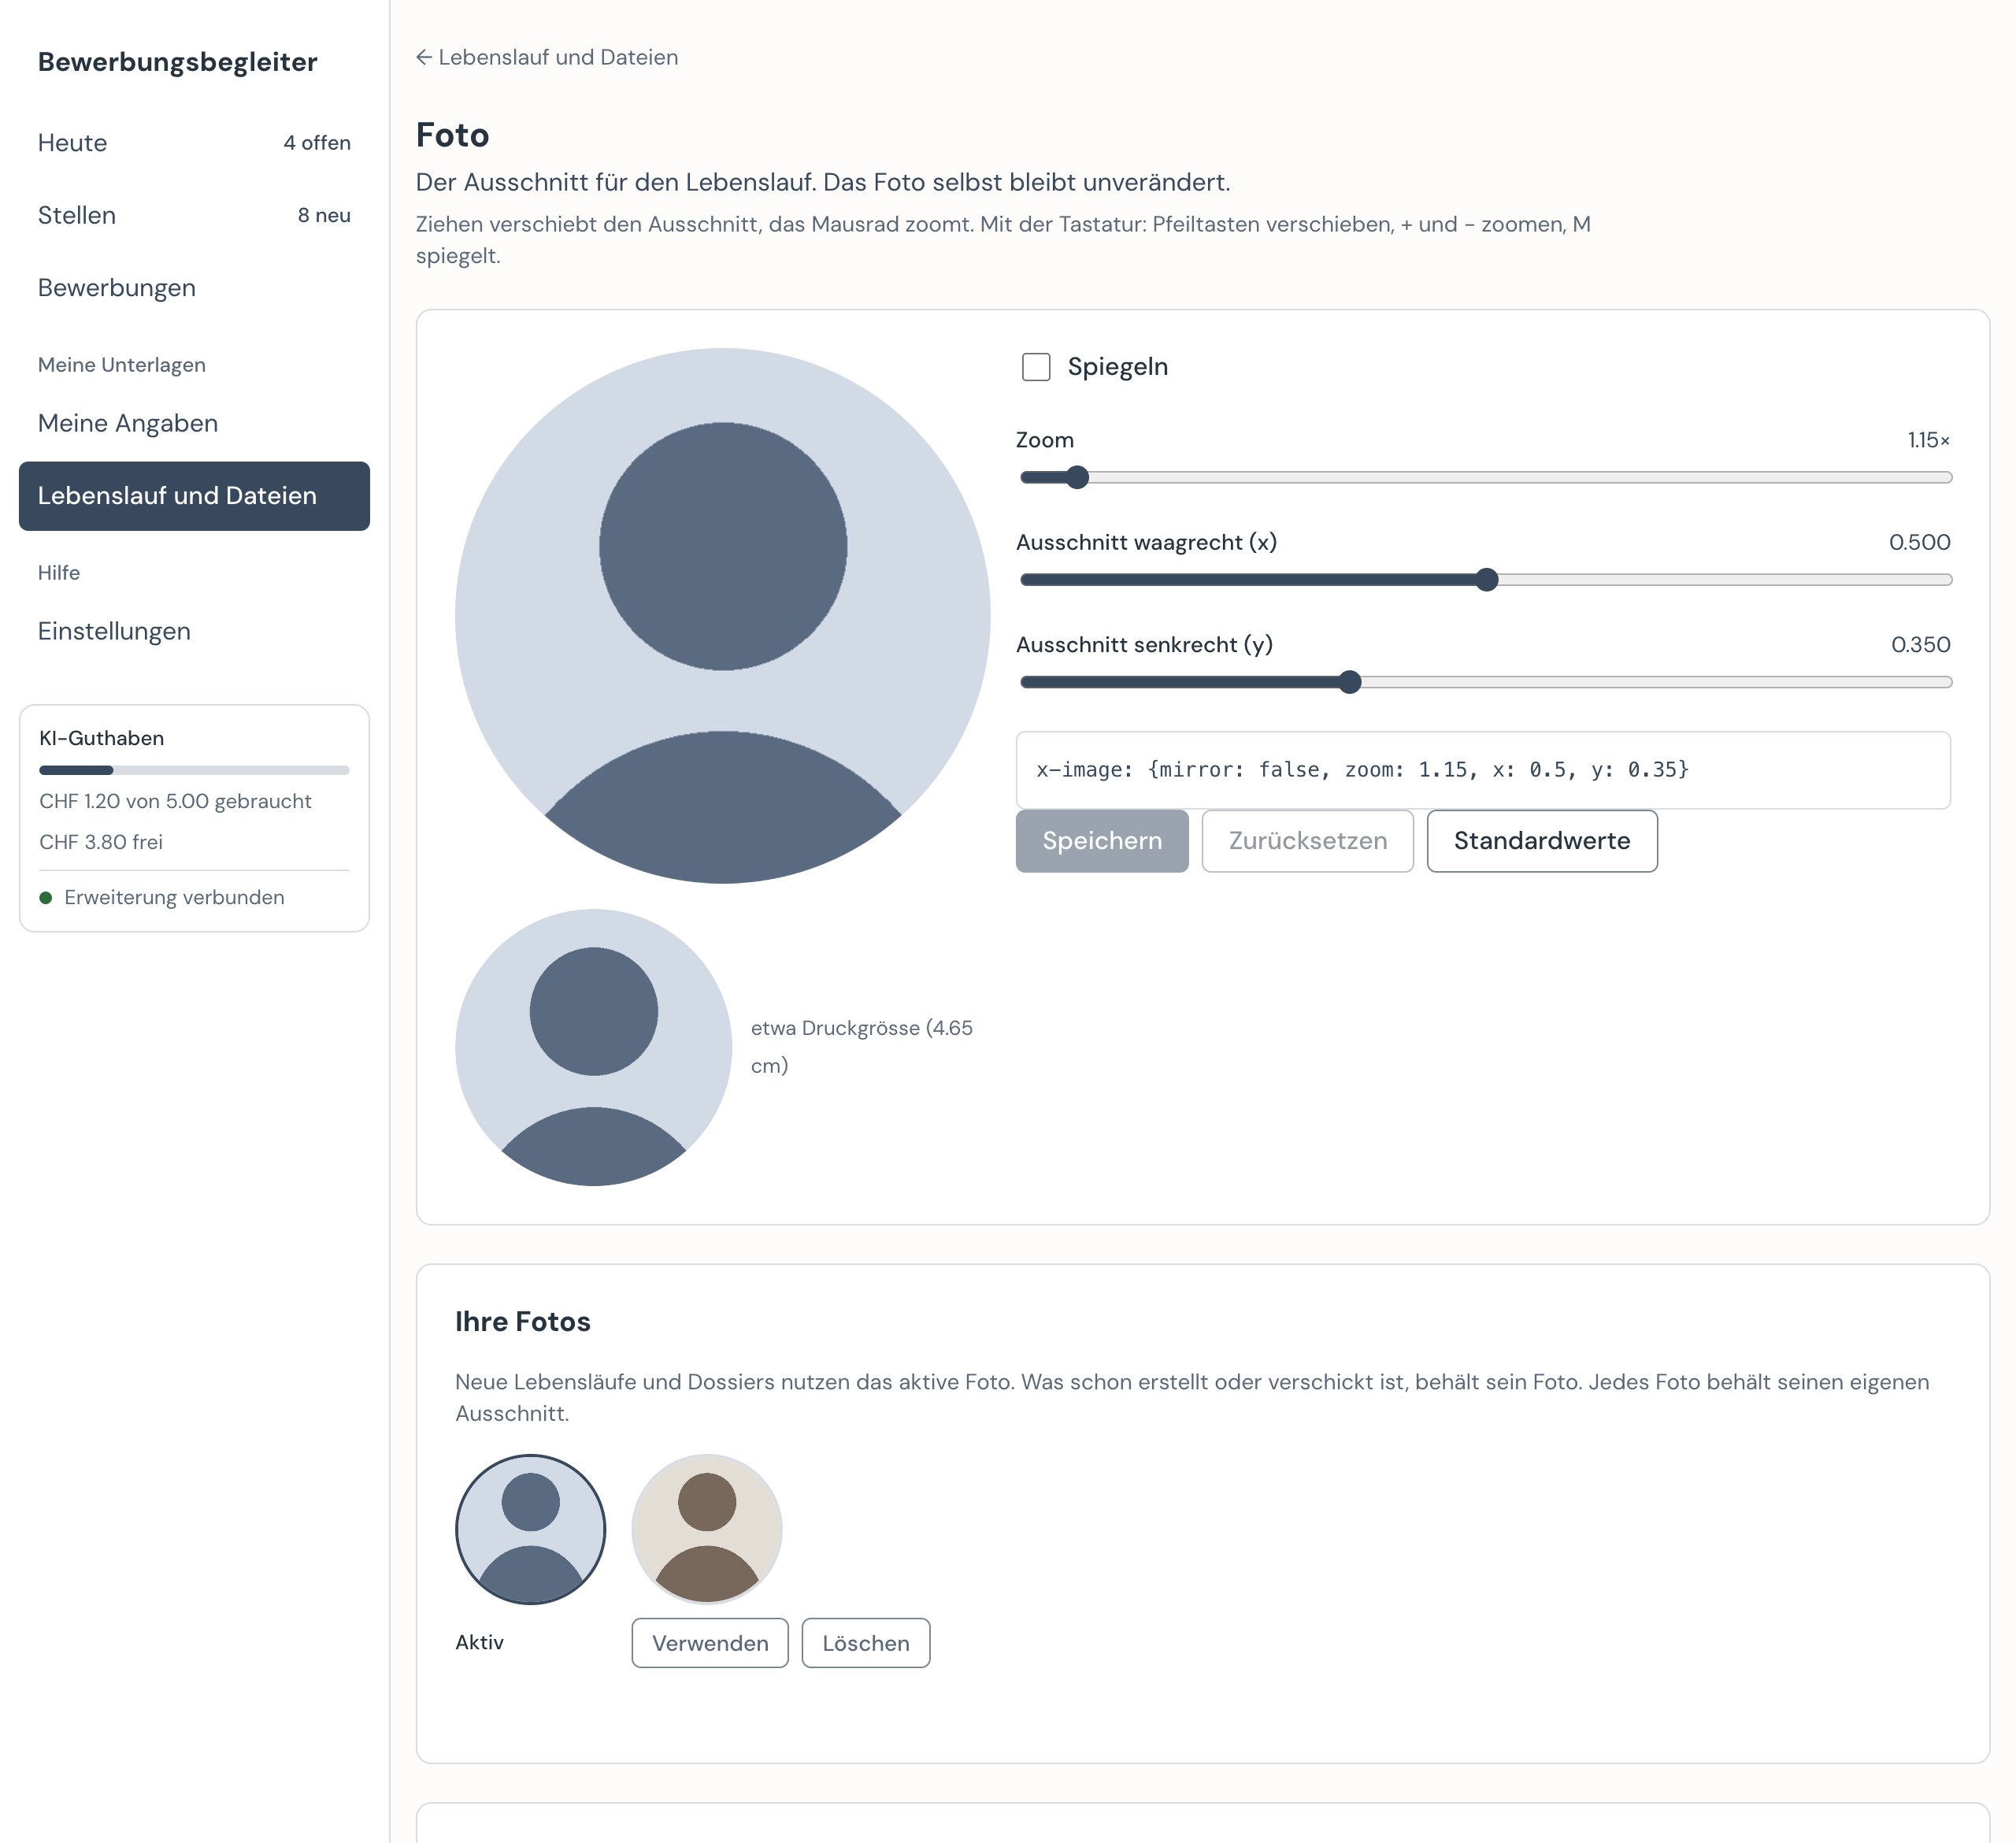 Bewerbungsbegleiter
Heute 4 offen
Stellen 8 neu
Bewerbungen
Meine Unterlagen
Meine Angaben
Lebenslauf und Dateien
Hilfe
Einstellungen
KI-Guthaben
CHF 1.20 von 5.00 gebraucht
CHF 3.80 frei
Erweiterung verbunden
← Lebenslauf und Dateien
Foto
Der Ausschnitt für den Lebenslauf. Das Foto selbst bleibt unverändert.
Ziehen verschiebt den Ausschnitt, das Mausrad zoomt. Mit der Tastatur: Pfeiltasten verschieben, + und - zoomen, M
spiegelt.
Spiegeln
Zoom 1.15×
Ausschnitt waagrecht (x) 0.500
Ausschnitt senkrecht (y) 0.350
x-image: {mirror: false, zoom: 1.15, x: 0.5, y: 0.35}
Speichern Zurücksetzen Standardwerte
etwa Druckgrösse (4.65
cm)
Ihre Fotos
Neue Lebensläufe und Dossiers nutzen das aktive Foto. Was schon erstellt oder verschickt ist, behält sein Foto. Jedes Foto behält seinen eigenen
Ausschnitt.
Aktiv Verwenden Löschen